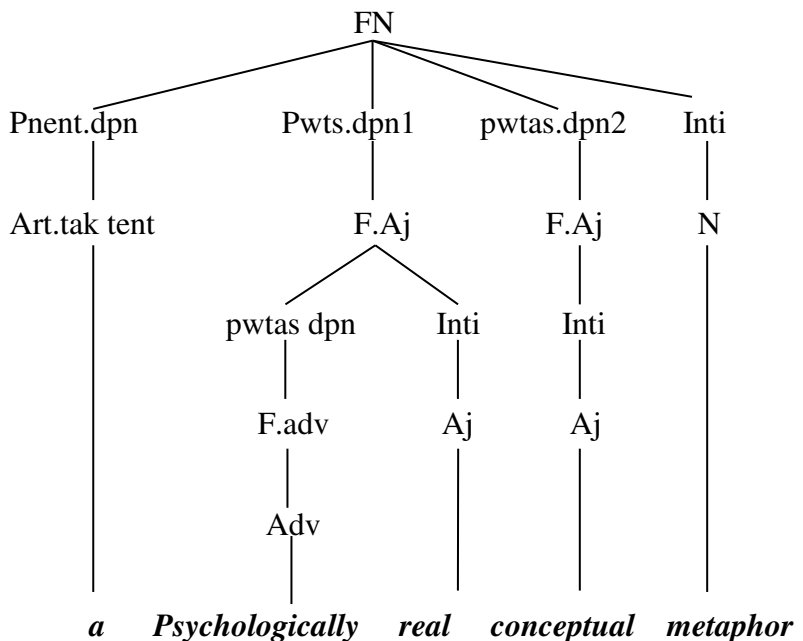 FN
Pnent.dpn Pwts.dpn1 pwtas.dpn2 Inti
Art.tak tent F.Aj F.Aj N
pwtas dpn Inti Inti
F.adv Aj Aj
Adv
a Psychologically real conceptual metaphor